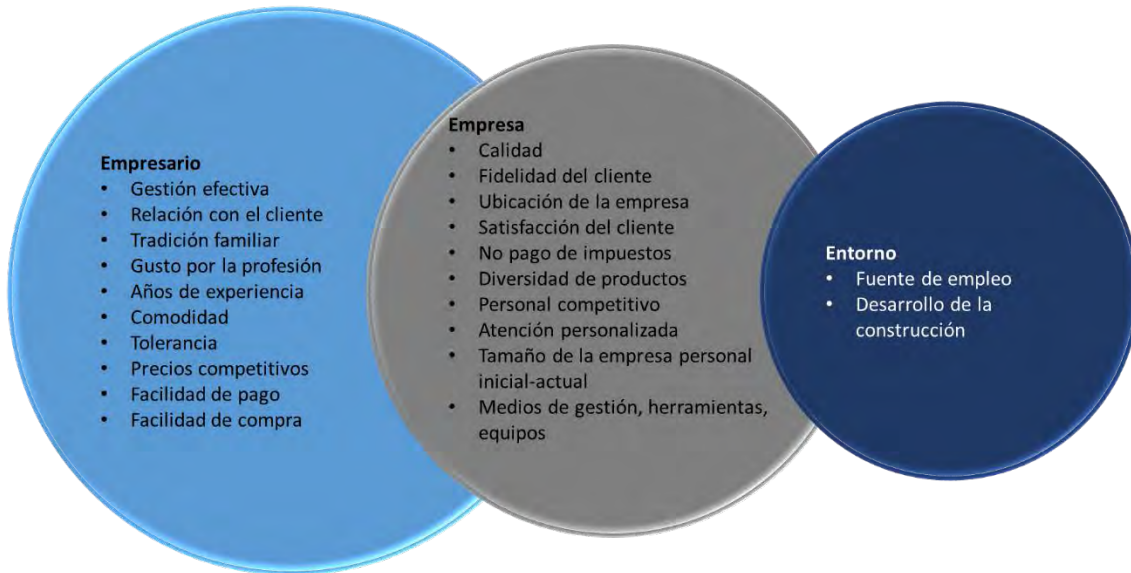 Empresario
• Gestión efectiva
• Relación con el cliente
• Tradición familiar
• Gusto por la profesión
• Años de experiencia
• Comodidad
• Tolerancia
• Precios competitivos
• Facilidad de pago
• Facilidad de compra
Empresa
• Calidad
• Fidelidad del cliente
• Ubicación de la empresa
• Satisfacción del cliente
• No pago de impuestos
• Diversidad de productos
• Personal competitivo
• Atención personalizada
• Tamaño de la empresa personal
inicial-actual
• Medios de gestión, herramientas,
equipos
Entorno
• Fuente de empleo
• Desarrollo de la
construcción